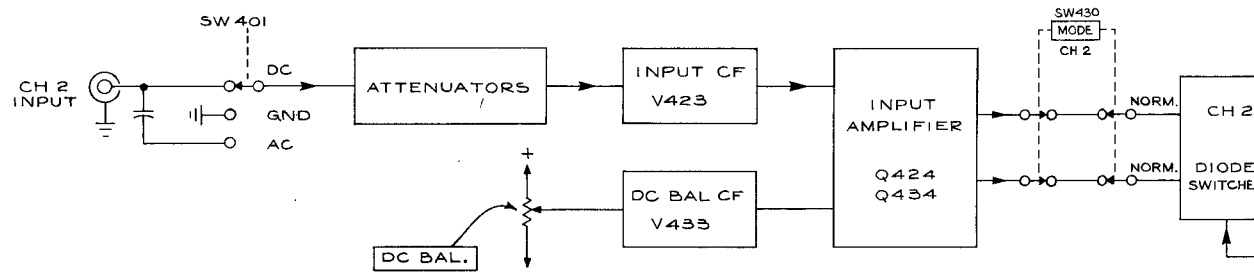 SW 401
CH 2
INPUT
DC
GND
AC
ATTENUATORS
INPUT CF
V423
+
DC BAL.
DC BAL CF
V433
INPUT
AMPLIFIER
Q424
Q434
SW430
MODE
CH 2
NORM.
NORM.
CH 2
DIODE
SWITCHE